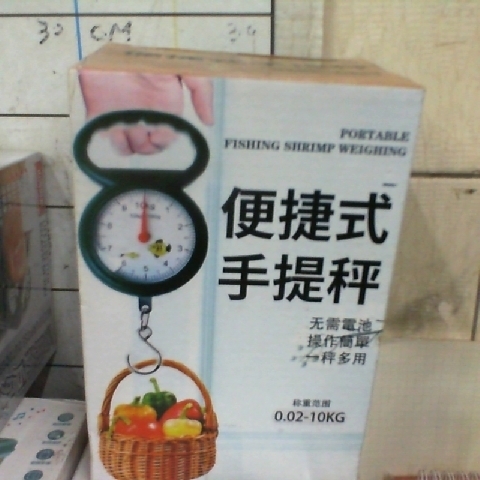 30 CM
30
PORTABLE
FISHING SHRIMP WEIGHING
便捷式
手提秤
无需電池
操作簡單
一秤多用
称重范围
0.02-10KG